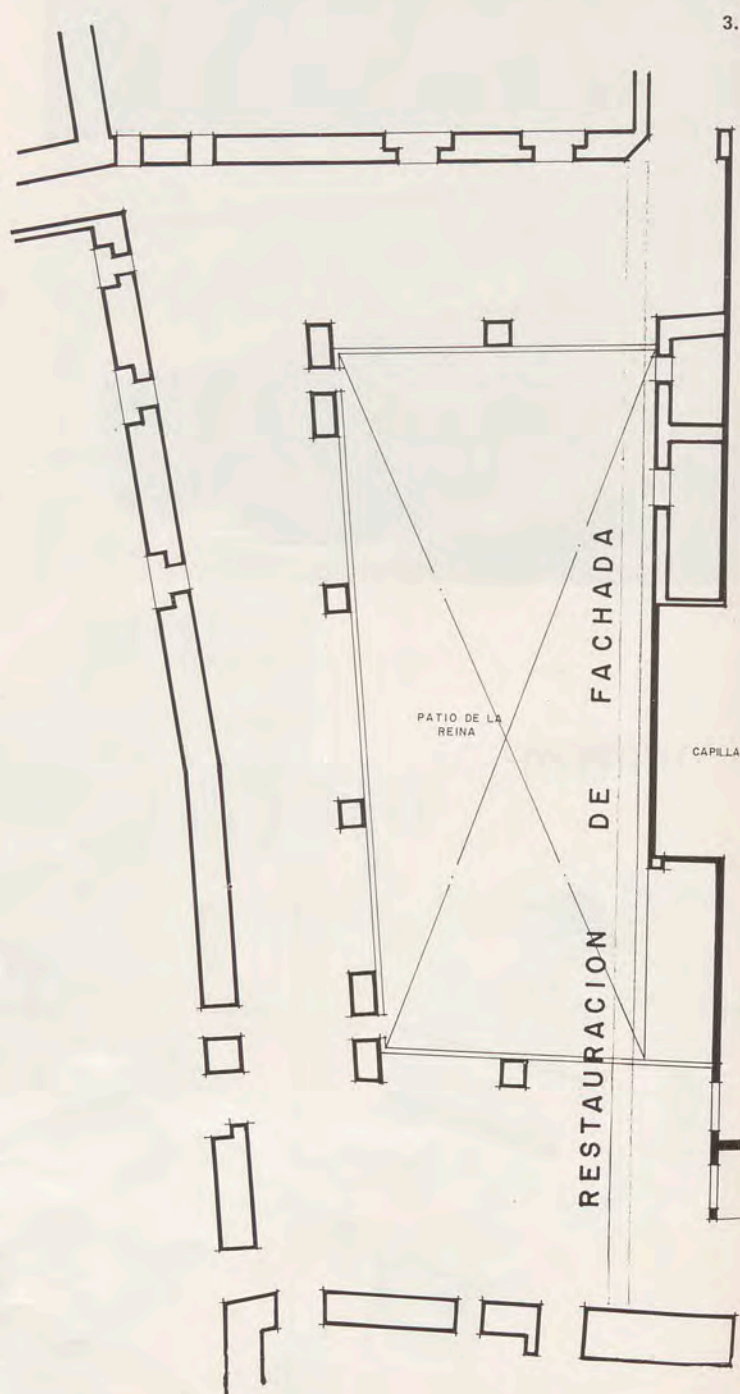 3.
PATIO DE LA
REINA
CAPILLA
RESTAURACION DE FACHADA